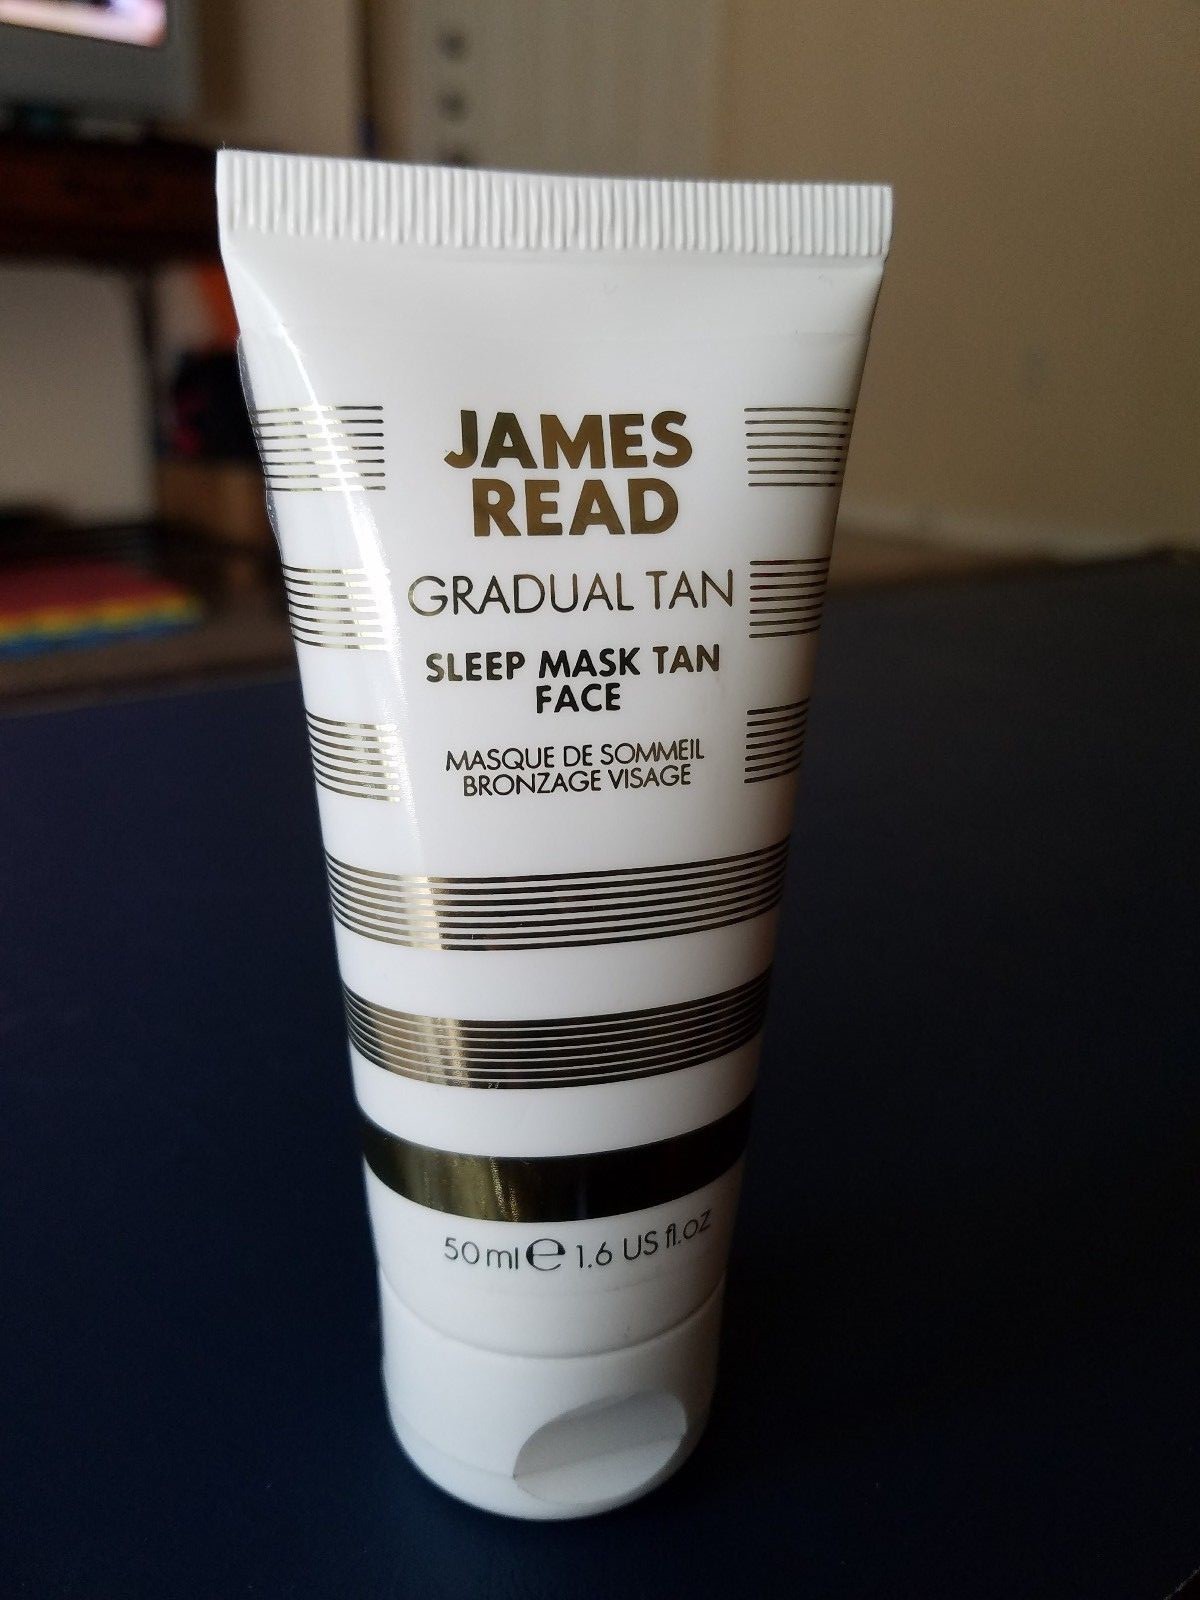 JAMES
READ
GRADUAL TAN
SLEEP MASK TAN
FACE
MASQUE DE SOMMEIL
BRONZAGE VISAGE
50 ml e 1.6 US fl.oz